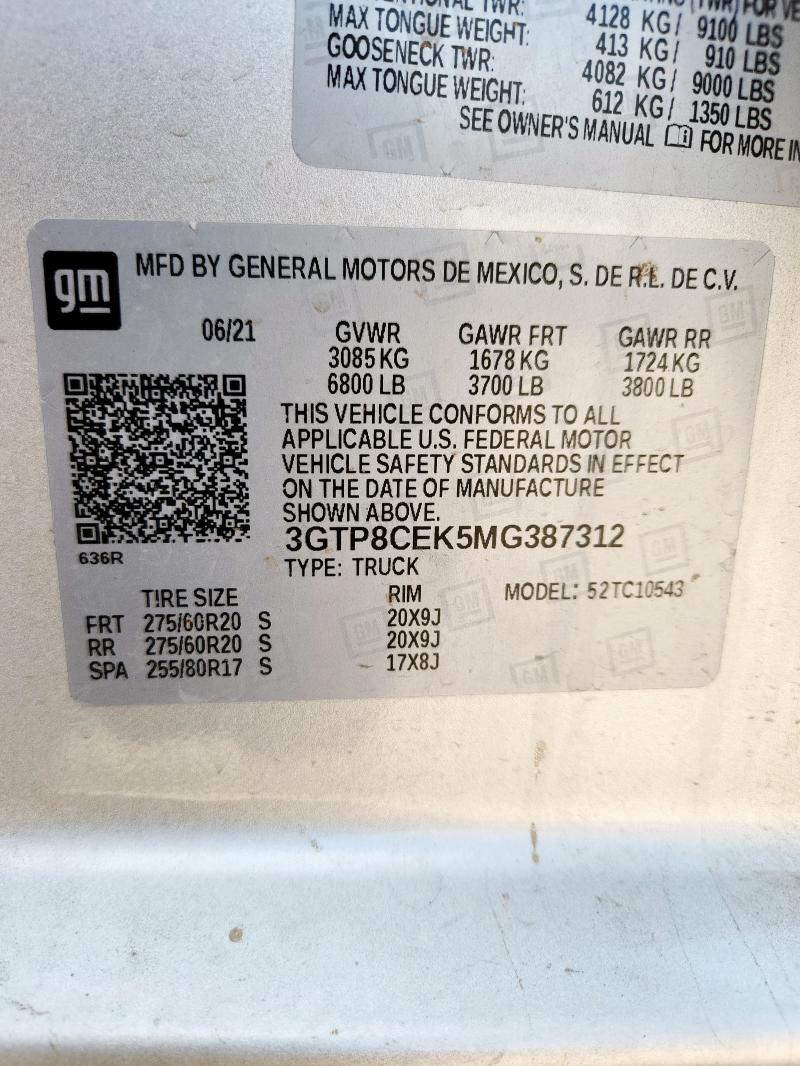 TWR:
(TWR) FOR
MAX TONGUE WEIGHT: 4128 KG/ 9100 LBS
GOOSENECK TWR: 413 KG/ 910 LBS
MAX TONGUE WEIGHT: 4082 KG/ 9000 LBS
612 KG/ 1350 LBS
SEE OWNER'S MANUAL FOR MORE IN
gm MFD BY GENERAL MOTORS DE MEXICO, S. DE R.L. DE C.V.
06/21 GVWR GAWR FRT GAWR RR
3085 KG 1678 KG 1724 KG
6800 LB 3700 LB 3800 LB
THIS VEHICLE CONFORMS TO ALL
APPLICABLE U.S. FEDERAL MOTOR
VEHICLE SAFETY STANDARDS IN EFFECT
ON THE DATE OF MANUFACTURE
SHOWN ABOVE.
3GTP8CEK5MG387312
636R
TYPE: TRUCK
TIRE SIZE RIM MODEL: 52TC10543
FRT 275/60R20 S 20X9J
RR 275/60R20 S 20X9J
SPA 255/80R17 S 17X8J